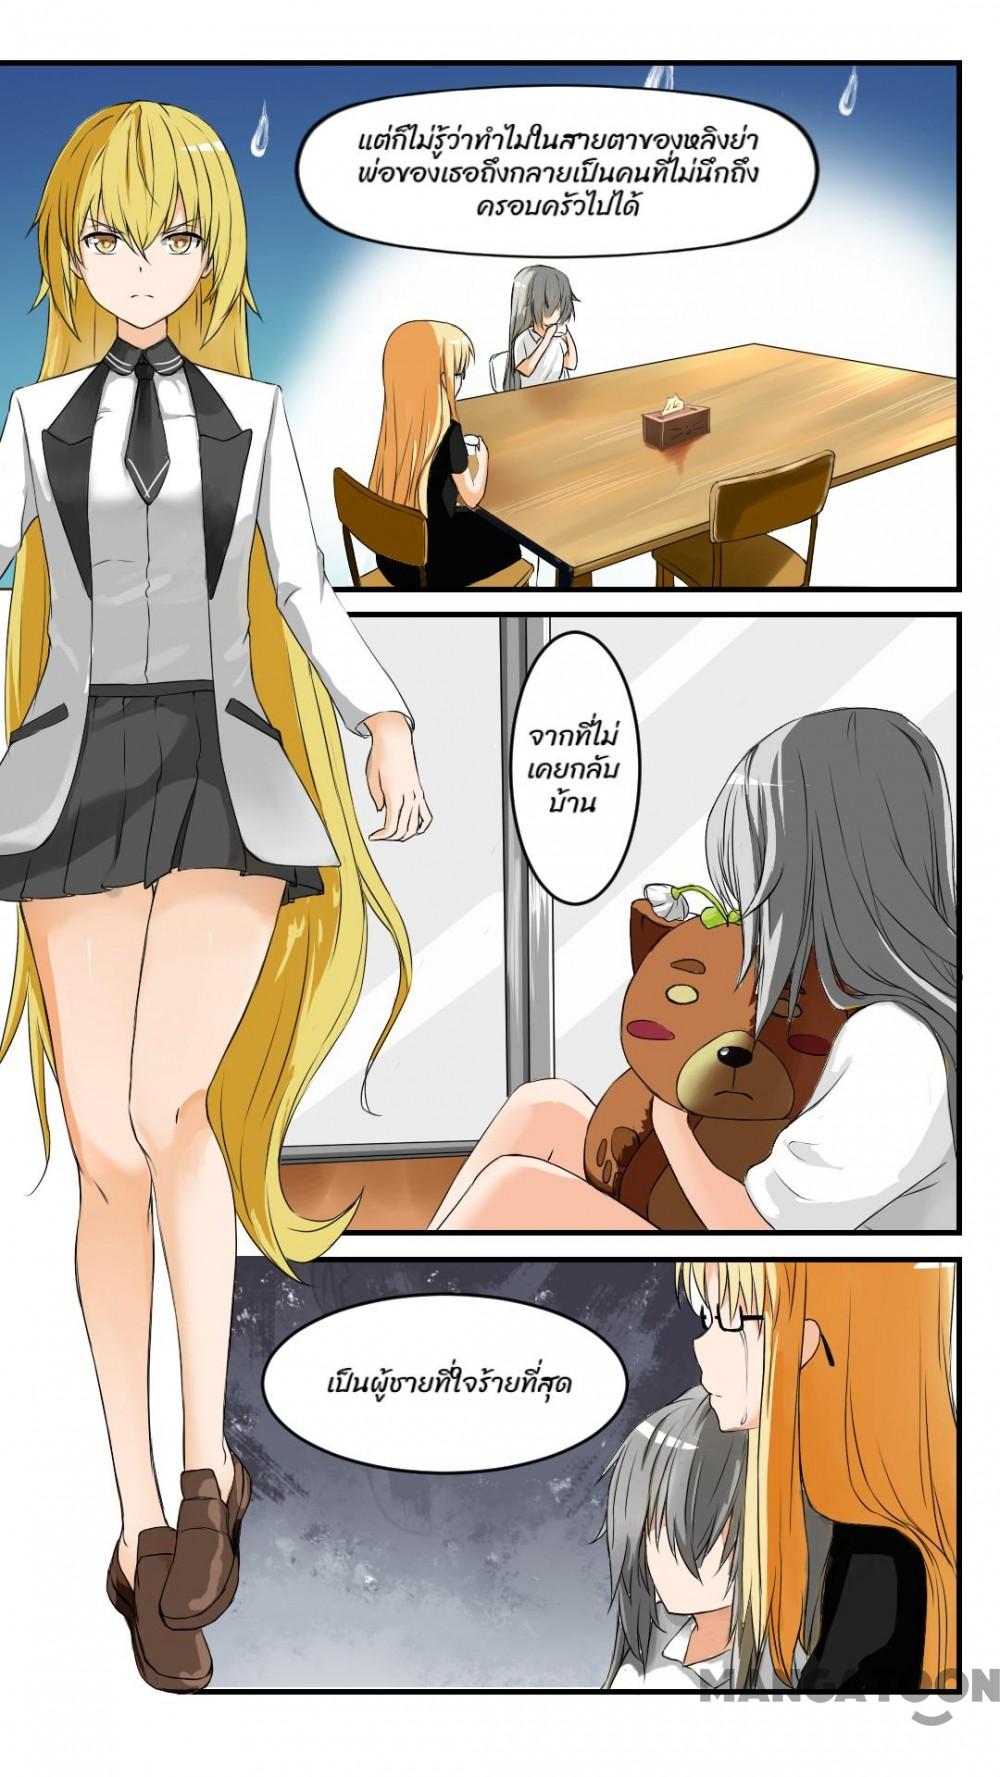 แต่ก็ไม่รู้ว่าทำไมในสายตาของหลิงย่า
พ่อของเธอถึงกลายเป็นคนที่ไม่นึกถึง
ครอบครัวไปได้
จากที่ไม่
เคยกลับ
บ้าน
เป็นผู้ชายที่ใจร้ายที่สุด
MANGATOON